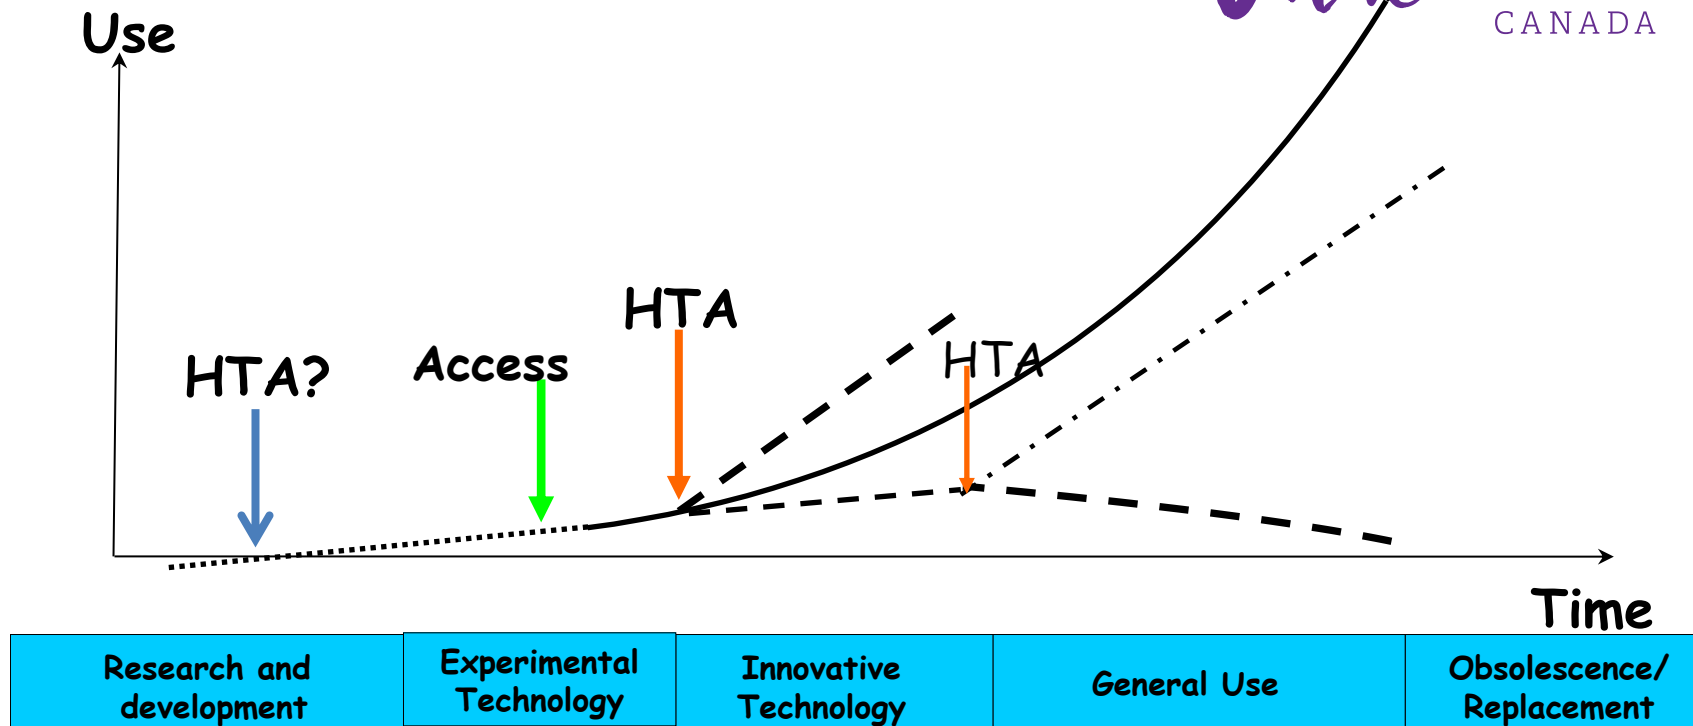 Use
CANADA
HTA
HTA
Access
HTA?
Time
Research and
development
Experimental
Technology
Innovative
Technology
General Use
Obsolescence/
Replacement